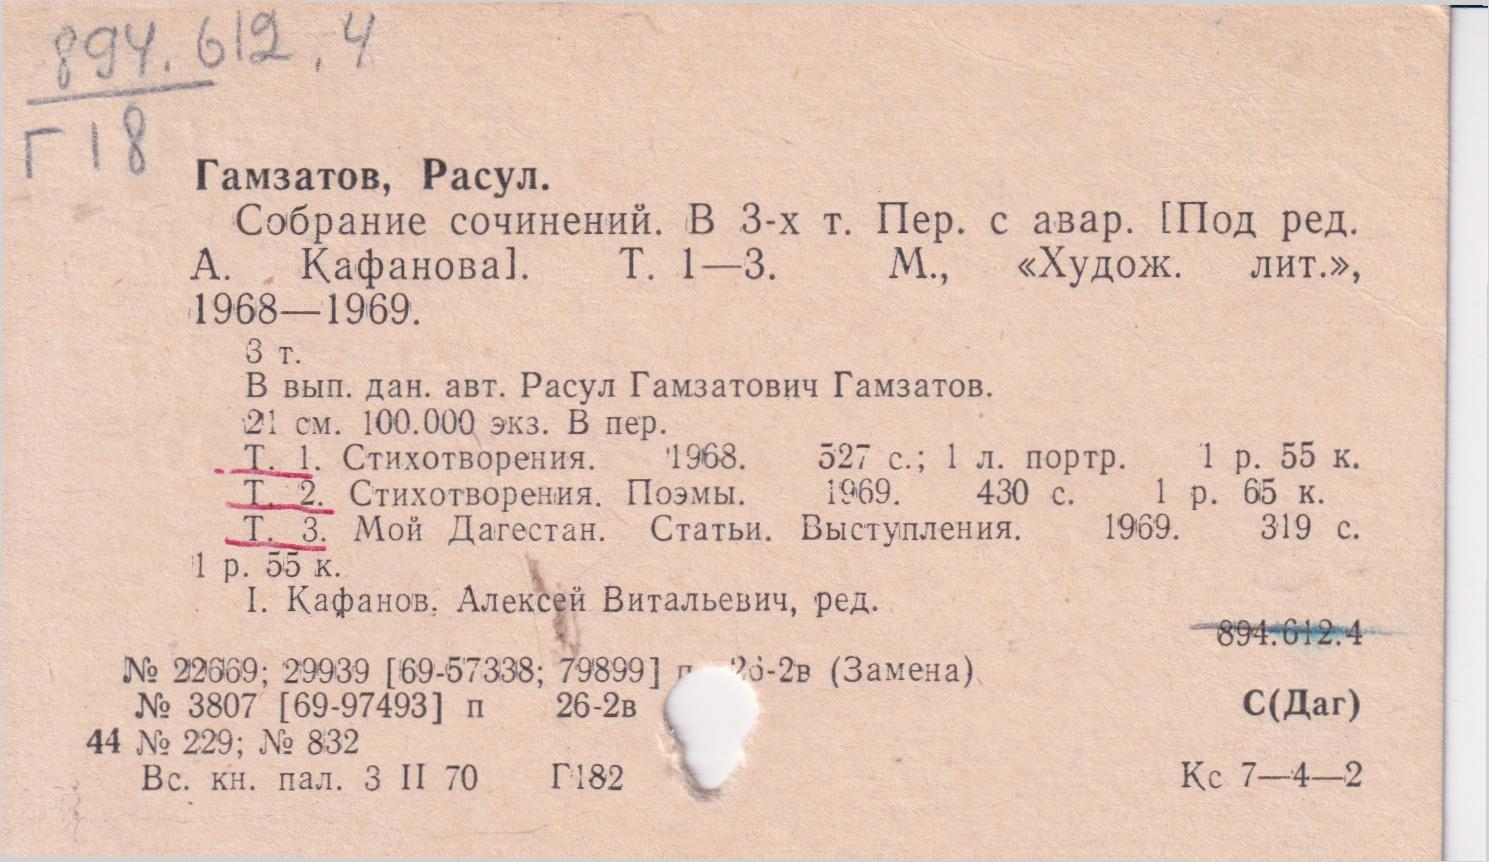 894.612.4
Г18
Гамзатов, Расул.
Собрание сочинений. В 3-х т. Пер. с авар. [Под ред.
А. Кафанова]. Т. 1—3. М., «Худож. лит.»,
1968—1969.
3 т.
В вып. дан. авт. Расул Гамзатович Гамзатов.
21 см. 100.000 экз. В пер.
Т. 1. Стихотворения. 1968. 527 с.; 1 л. портр. 1 р. 55 к.
Т. 2. Стихотворения. Поэмы. 1969. 430 с. 1 р. 65 к.
Т. 3. Мой Дагестан. Статьи. Выступления. 1969. 319 с.
1 р. 55 к.
I. Кафанов, Алексей Витальевич, ред.
894.612.4
№ 22669; 29939 [69-57338; 79899] п 26-2в (Замена)
№ 3807 [69-97493] п 26-2в
С(Даг)
44 № 229; № 832
Вс. кн. пал. 3 II 70 Г182 Кс 7—4—2